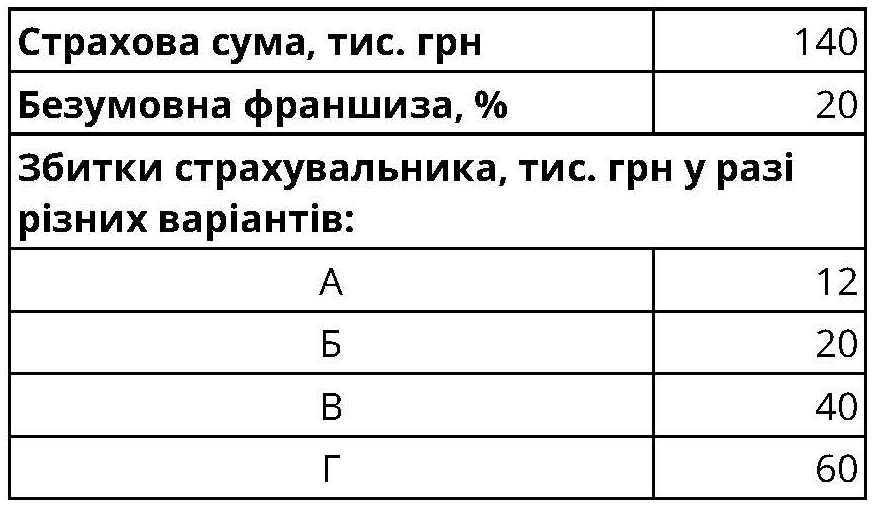 Страхова сума, тис. грн 140
Безумовна франшиза, % 20
Збитки страхувальника, тис. грн у разі
різних варіантів:
А 12
Б 20
В 40
Г 60